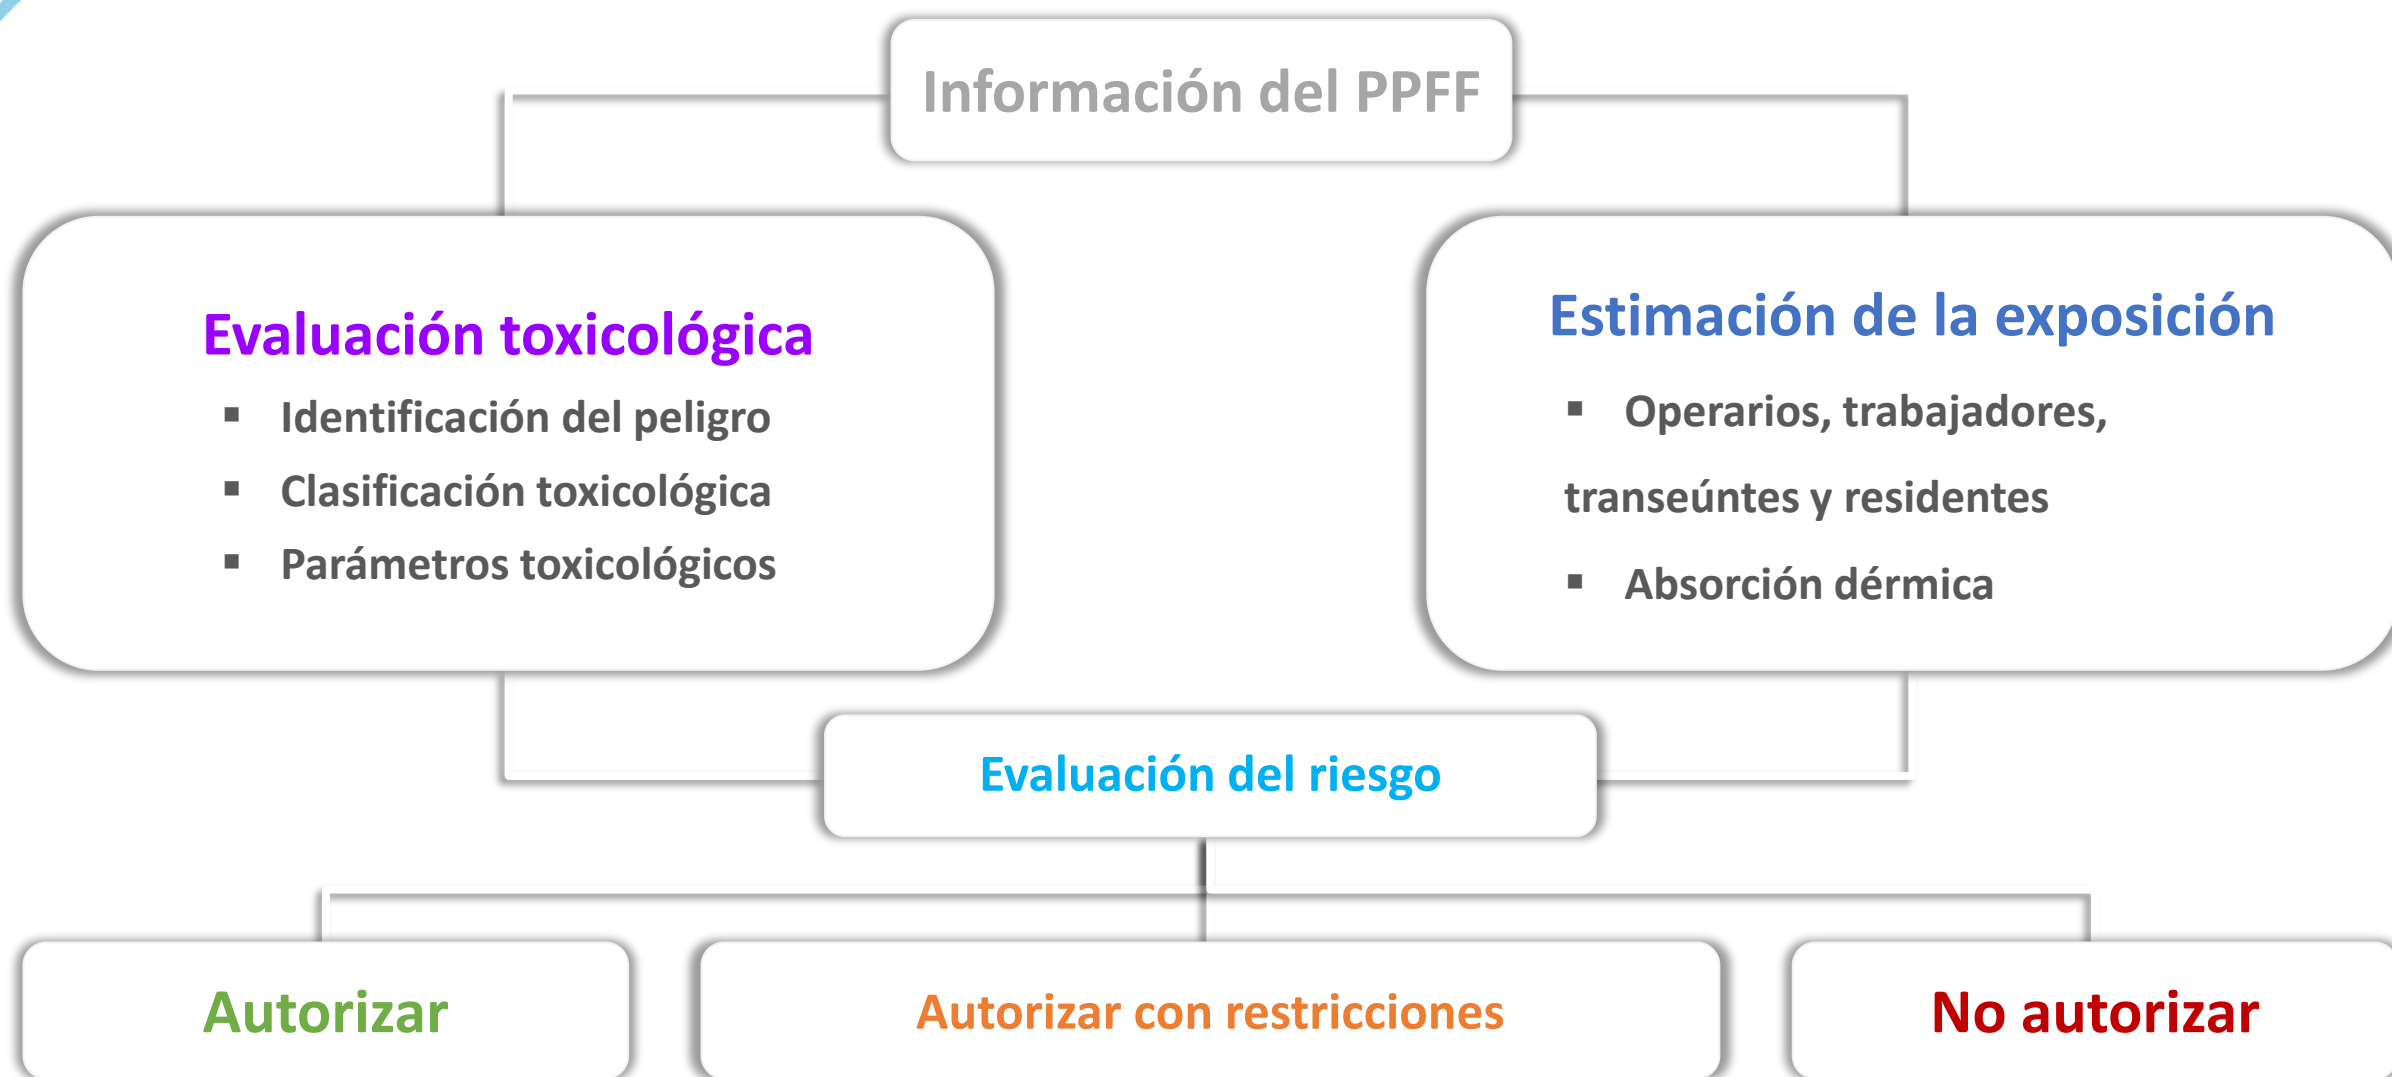 Información del PPFF
Evaluación toxicológica
▪ Identificación del peligro
▪ Clasificación toxicológica
▪ Parámetros toxicológicos
Estimación de la exposición
▪ Operarios, trabajadores,
transeúntes y residentes
▪ Absorción dérmica
Evaluación del riesgo
Autorizar
Autorizar con restricciones
No autorizar